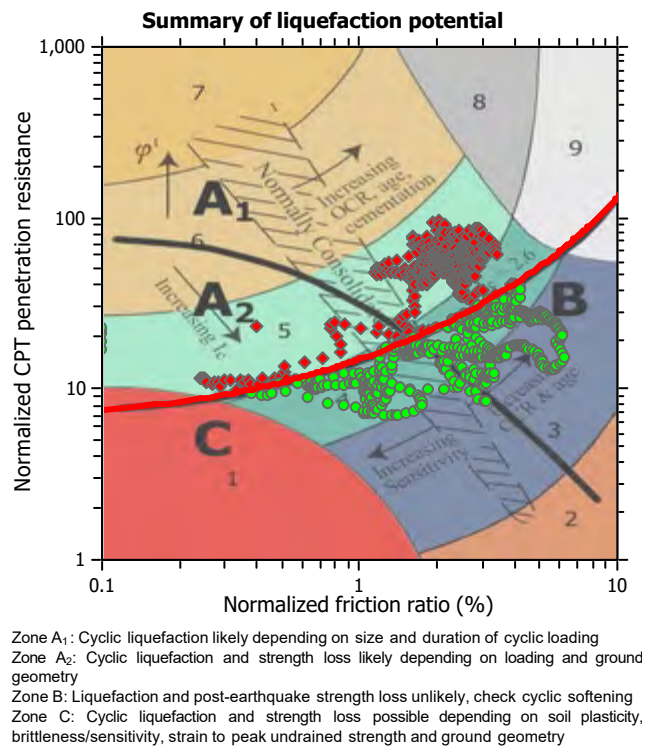 Summary of liquefaction potential
Normalized CPT penetration resistance
1,000
100
10
1
7
8
9
φ'
A1
Increasing
OCR, age,
cementation
Normally Consolid
6
A2
Increasing Ic
5
2.6
B
4
Increasing
OCR & age
C
Increasing
Sensitivity
3
1
2
0.1
1
10
Normalized friction ratio (%)
Zone A1: Cyclic liquefaction likely depending on size and duration of cyclic loading
Zone A2: Cyclic liquefaction and strength loss likely depending on loading and ground
geometry
Zone B: Liquefaction and post-earthquake strength loss unlikely, check cyclic softening
Zone C: Cyclic liquefaction and strength loss possible depending on soil plasticity,
brittleness/sensitivity, strain to peak undrained strength and ground geometry